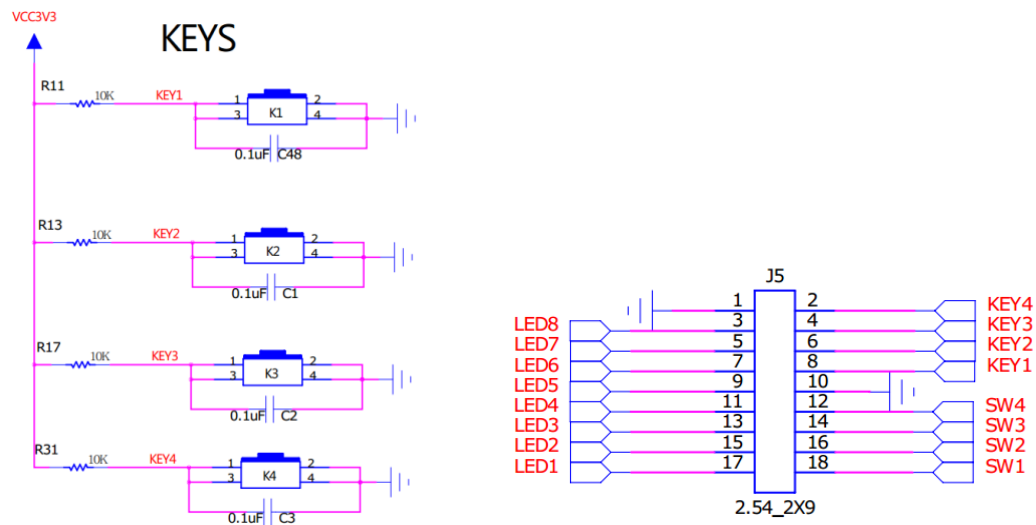 VCC3V3
KEYS
R11
10K
KEY1
1
2
3
4
K1
0.1uF
C48
R13
10K
KEY2
1
2
3
4
K2
0.1uF
C1
R17
10K
KEY3
1
2
3
4
K3
0.1uF
C2
R31
10K
KEY4
1
2
3
4
K4
0.1uF
C3
J5
1 2 KEY4
LED8 3 4 KEY3
LED7 5 6 KEY2
LED6 7 8 KEY1
LED5 9 10
LED4 11 12 SW4
LED3 13 14 SW3
LED2 15 16 SW2
LED1 17 18 SW1
2.54_2X9